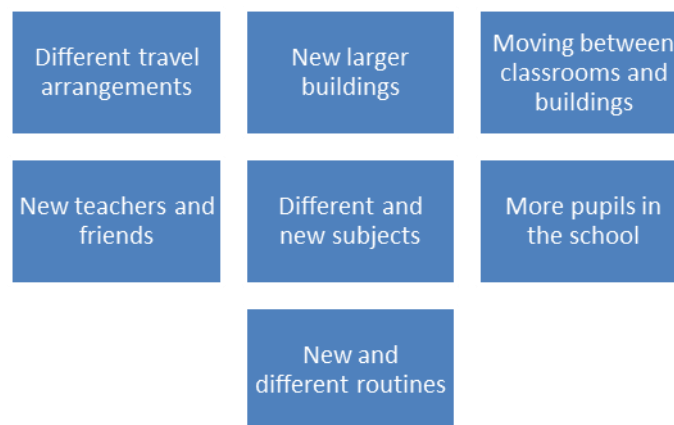 Different travel
arrangements
New larger
buildings
Moving between
classrooms and
buildings
New teachers and
friends
Different and
new subjects
More pupils in
the school
New and
different routines